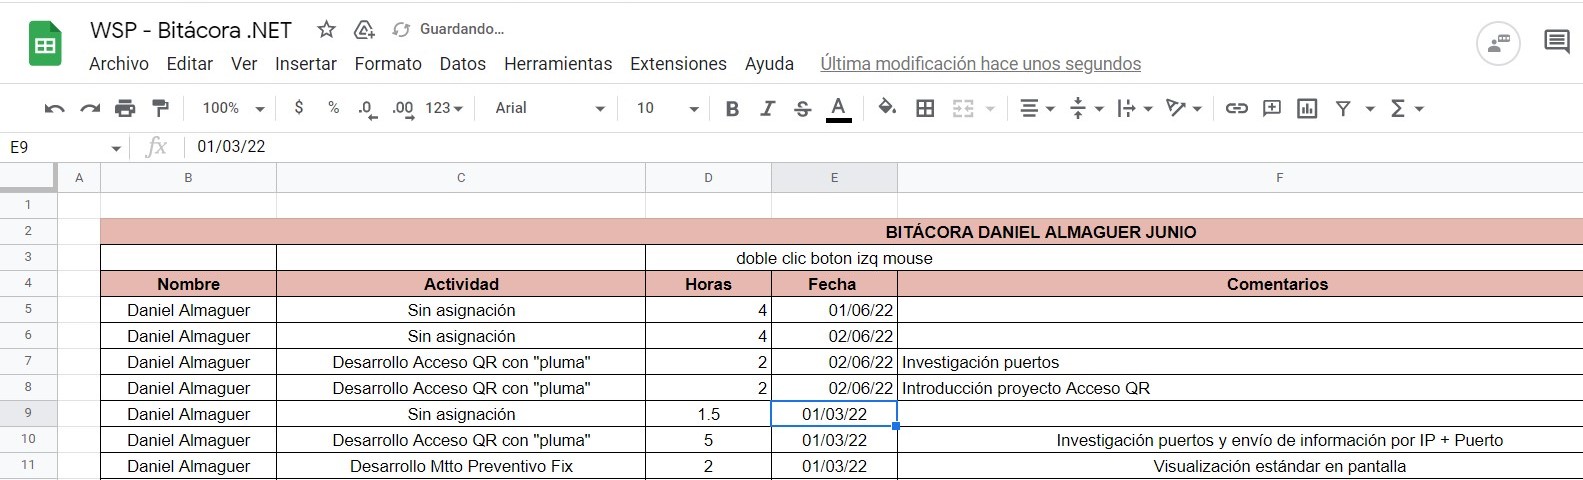 WSP - Bitácora .NET Guardando...
Archivo Editar Ver Insertar Formato Datos Herramientas Extensiones Ayuda Última modificación hace unos segundos
100% $ % .0 .00 123 Arial 10 B I S A Σ
E9 fx 01/03/22
A B C D E F
1
2 BITÁCORA DANIEL ALMAGUER JUNIO
3 doble clic boton izq mouse
4 Nombre Actividad Horas Fecha Comentarios
5 Daniel Almaguer Sin asignación 4 01/06/22
6 Daniel Almaguer Sin asignación 4 02/06/22
7 Daniel Almaguer Desarrollo Acceso QR con "pluma" 2 02/06/22 Investigación puertos
8 Daniel Almaguer Desarrollo Acceso QR con "pluma" 2 02/06/22 Introducción proyecto Acceso QR
9 Daniel Almaguer Sin asignación 1.5 01/03/22
10 Daniel Almaguer Desarrollo Acceso QR con "pluma" 5 01/03/22 Investigación puertos y envío de información por IP + Puerto
11 Daniel Almaguer Desarrollo Mtto Preventivo Fix 2 01/03/22 Visualización estándar en pantalla